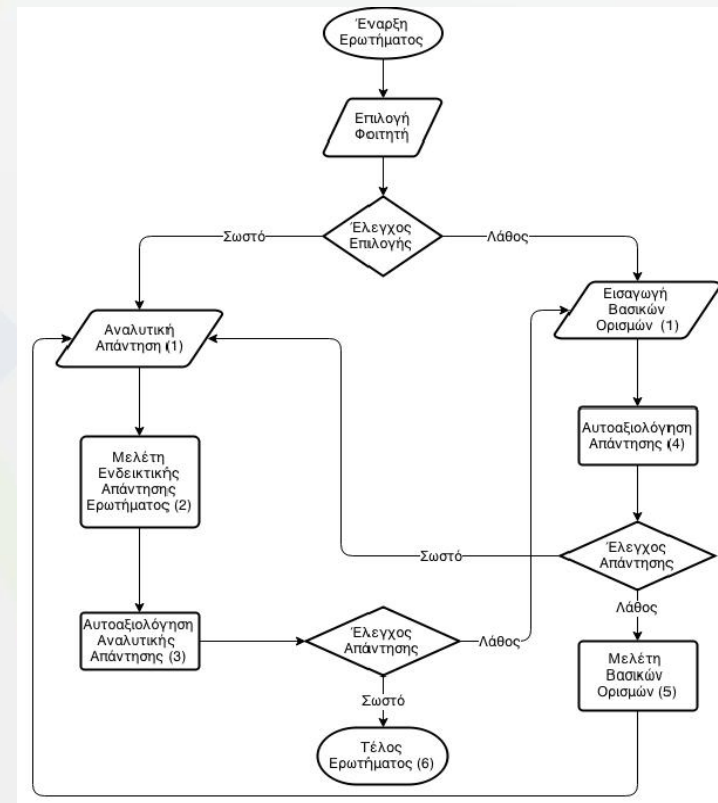 Έναρξη
Ερωτήματος
Επιλογή
Φοιτητή
Έλεγχος
Επιλογής
Σωστό
Λάθος
Αναλυτική
Απάντηση (1)
Εισαγωγή
Βασικών
Ορισμών (1)
Μελέτη
Ενδεικτικής
Απάντησης
Ερωτήματος (2)
Αυτοαξιολόγηση
Απάντησης (4)
Σωστό
Έλεγχος
Απάντησης
Λάθος
Αυτοαξιολόγηση
Αναλυτικής
Απάντησης (3)
Έλεγχος
Απάντησης
Λάθος
Μελέτη
Βασικών
Ορισμών (5)
Σωστό
Τέλος
Ερωτήματος (6)